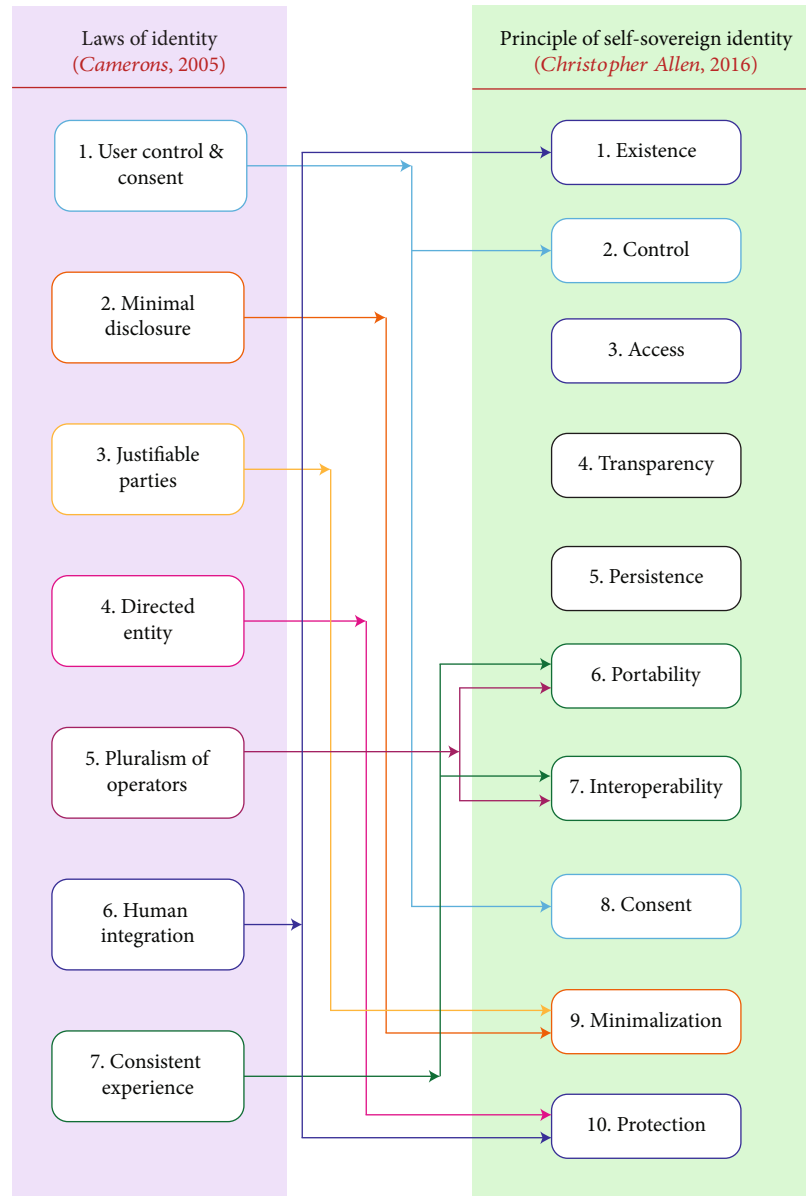 Laws of identity
(Camerons, 2005)
1. User control &
consent
2. Minimal
disclosure
3. Justifiable
parties
4. Directed
entity
5. Pluralism of
operators
6. Human
integration
7. Consistent
experience
Principle of self-sovereign identity
(Christopher Allen, 2016)
1. Existence
2. Control
3. Access
4. Transparency
5. Persistence
6. Portability
7. Interoperability
8. Consent
9. Minimalization
10. Protection